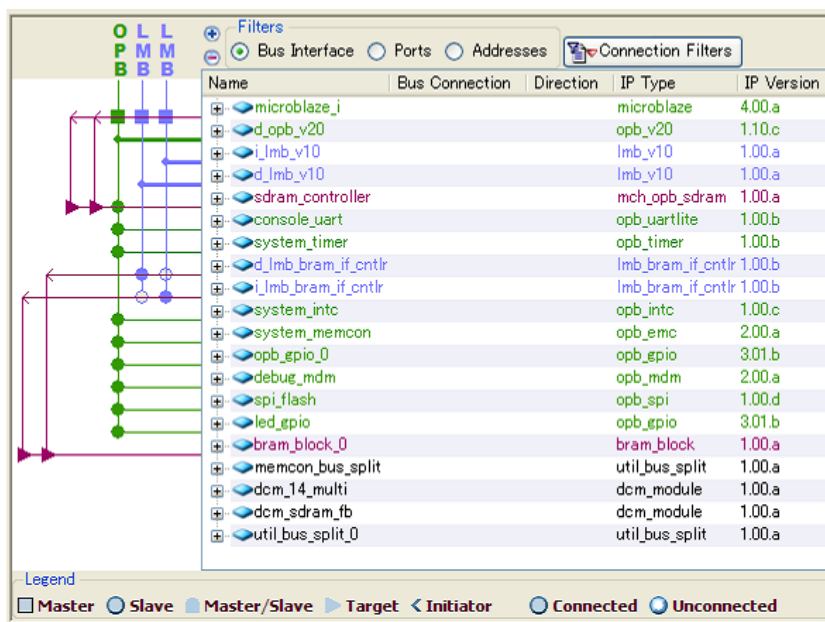 O L L
P M M
B B B
Filters
Bus Interface Ports Addresses Connection Filters
Name Bus Connection Direction IP Type IP Version
microblaze_i microblaze 4.00.a
d_opb_v20 opb_v20 1.10.c
i_lmb_v10 lmb_v10 1.00.a
d_lmb_v10 lmb_v10 1.00.a
sdram_controller mch_opb_sdram 1.00.a
console_uart opb_uartlite 1.00.b
system_timer opb_timer 1.00.b
d_lmb_bram_if_cntlr lmb_bram_if_cntlr 1.00.b
i_lmb_bram_if_cntlr lmb_bram_if_cntlr 1.00.b
system_intc opb_intc 1.00.c
system_memcon opb_emc 2.00.a
opb_gpio_0 opb_gpio 3.01.b
debug_mdm opb_mdm 2.00.a
spi_flash opb_spi 1.00.d
led_gpio opb_gpio 3.01.b
bram_block_0 bram_block 1.00.a
memcon_bus_split util_bus_split 1.00.a
dcm_14_multi dcm_module 1.00.a
dcm_sdram_fb dcm_module 1.00.a
util_bus_split_0 util_bus_split 1.00.a
Legend
Master Slave Master/Slave Target Initiator Connected Unconnected